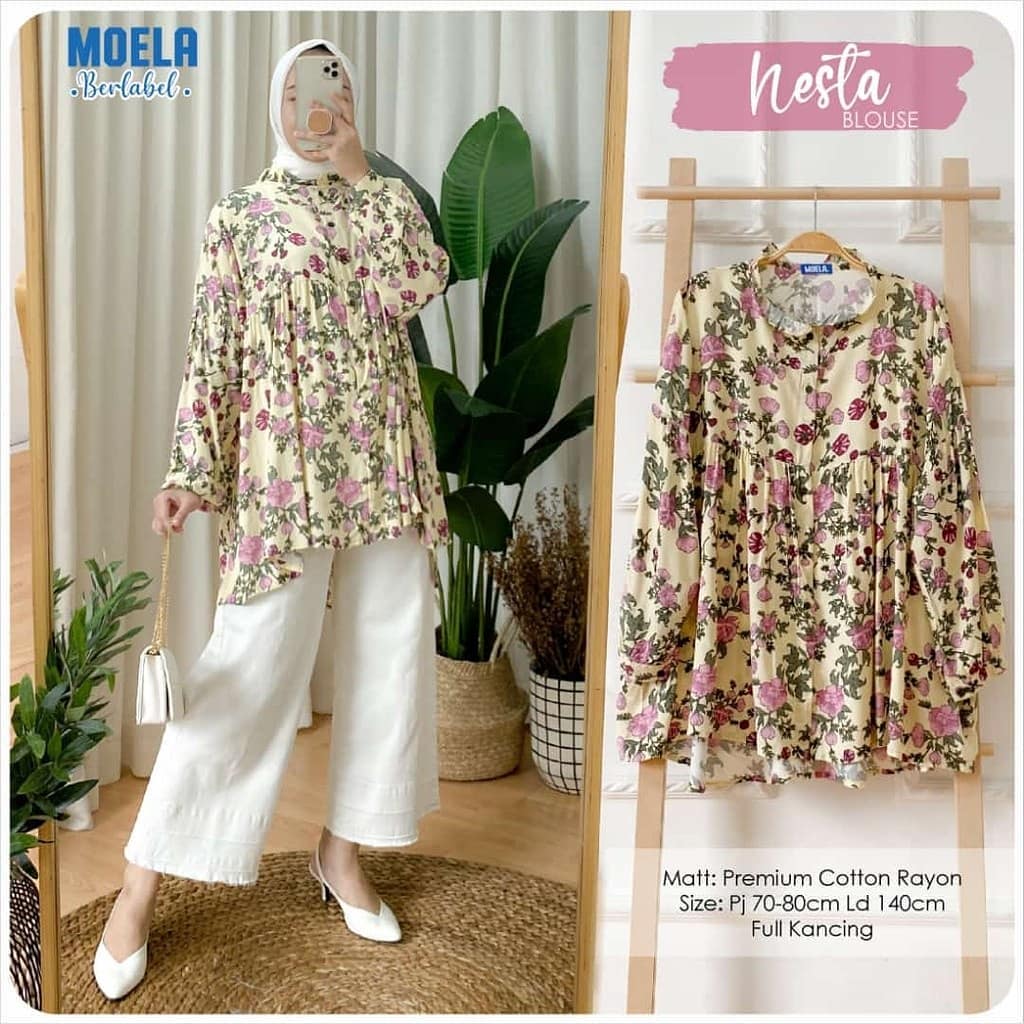 MOELA
Berlabel
Nesta
BLOUSE
MOELA
Matt: Premium Cotton Rayon
Size: Pj 70-80cm Ld 140cm
Full Kancing